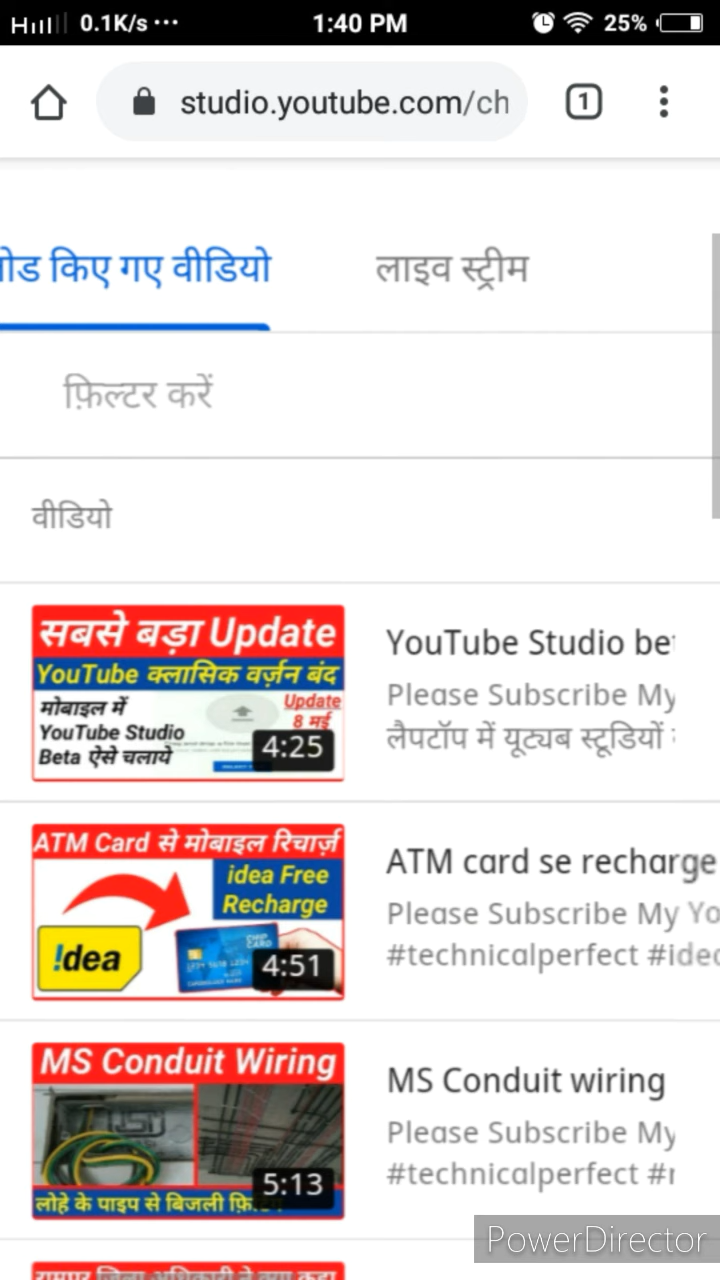 0.1K/s ... 1:40 PM 25%
studio.youtube.com/ch 1
ोड किए गए वीडियो लाइव स्ट्रीम
फ़िल्टर करें
वीडियो
सबसे बड़ा Update
YouTube क्लासिक वर्ज़न बंद
मोबाइल में
YouTube Studio
Beta ऐसे चलाये
Update
8 मई
4:25
YouTube Studio be
Please Subscribe My
लैपटॉप में यूट्यब स्टूडियों
ATM Card से मोबाइल रिचार्ज़
idea Free
Recharge
!dea
4:51
ATM card se recharge
Please Subscribe My Yo
#technicalperfect #idea
MS Conduit Wiring
लोहे के पाइप से बिजली फ़ि
5:13
MS Conduit wiring
Please Subscribe My
#technicalperfect #
PowerDirector